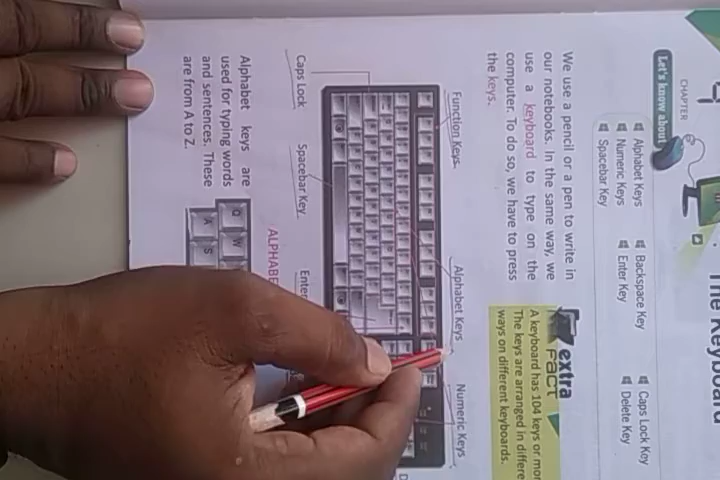 CHAPTER
The Keyboard
Let's know about
Alphabet Keys
Backspace Key
Caps Lock Key
Numeric Keys
Enter Key
Delete Key
Spacebar Key
We use a pencil or a pen to write in
our notebooks. In the same way, we
use a keyboard to type on the
computer. To do so, we have to press
the keys.
extra
FACT
A keyboard has 104 keys or mor
The keys are arranged in differe
ways on different keyboards.
Function Keys
Alphabet Keys
Numeric Keys
Caps Lock
Spacebar Key
Enter
ALPHABE
Alphabet keys are
used for typing words
and sentences. These
are from A to Z.
Q W
A S